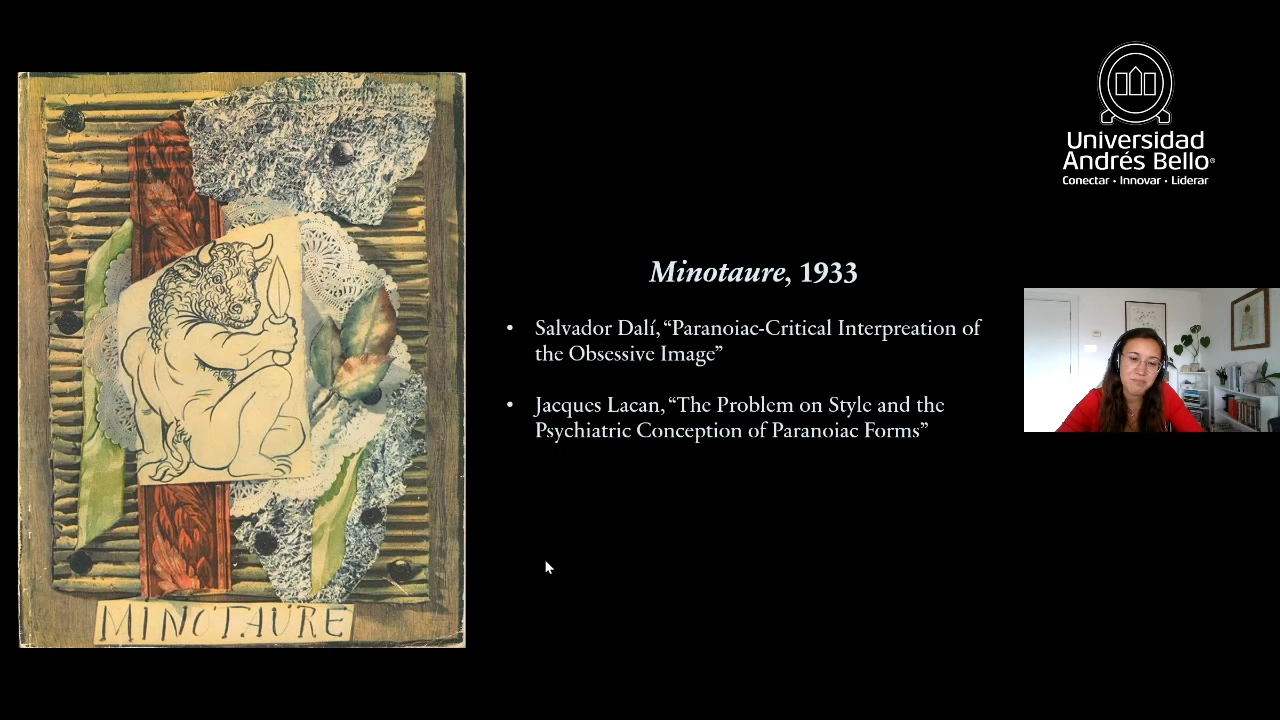 Universidad
Andrés Bello®
Conectar • Innovar • Liderar
Minotaure, 1933
• Salvador Dalí, “Paranoiac-Critical Interpreation of
the Obsessive Image”
• Jacques Lacan, “The Problem on Style and the
Psychiatric Conception of Paranoiac Forms”
MINOTAURE